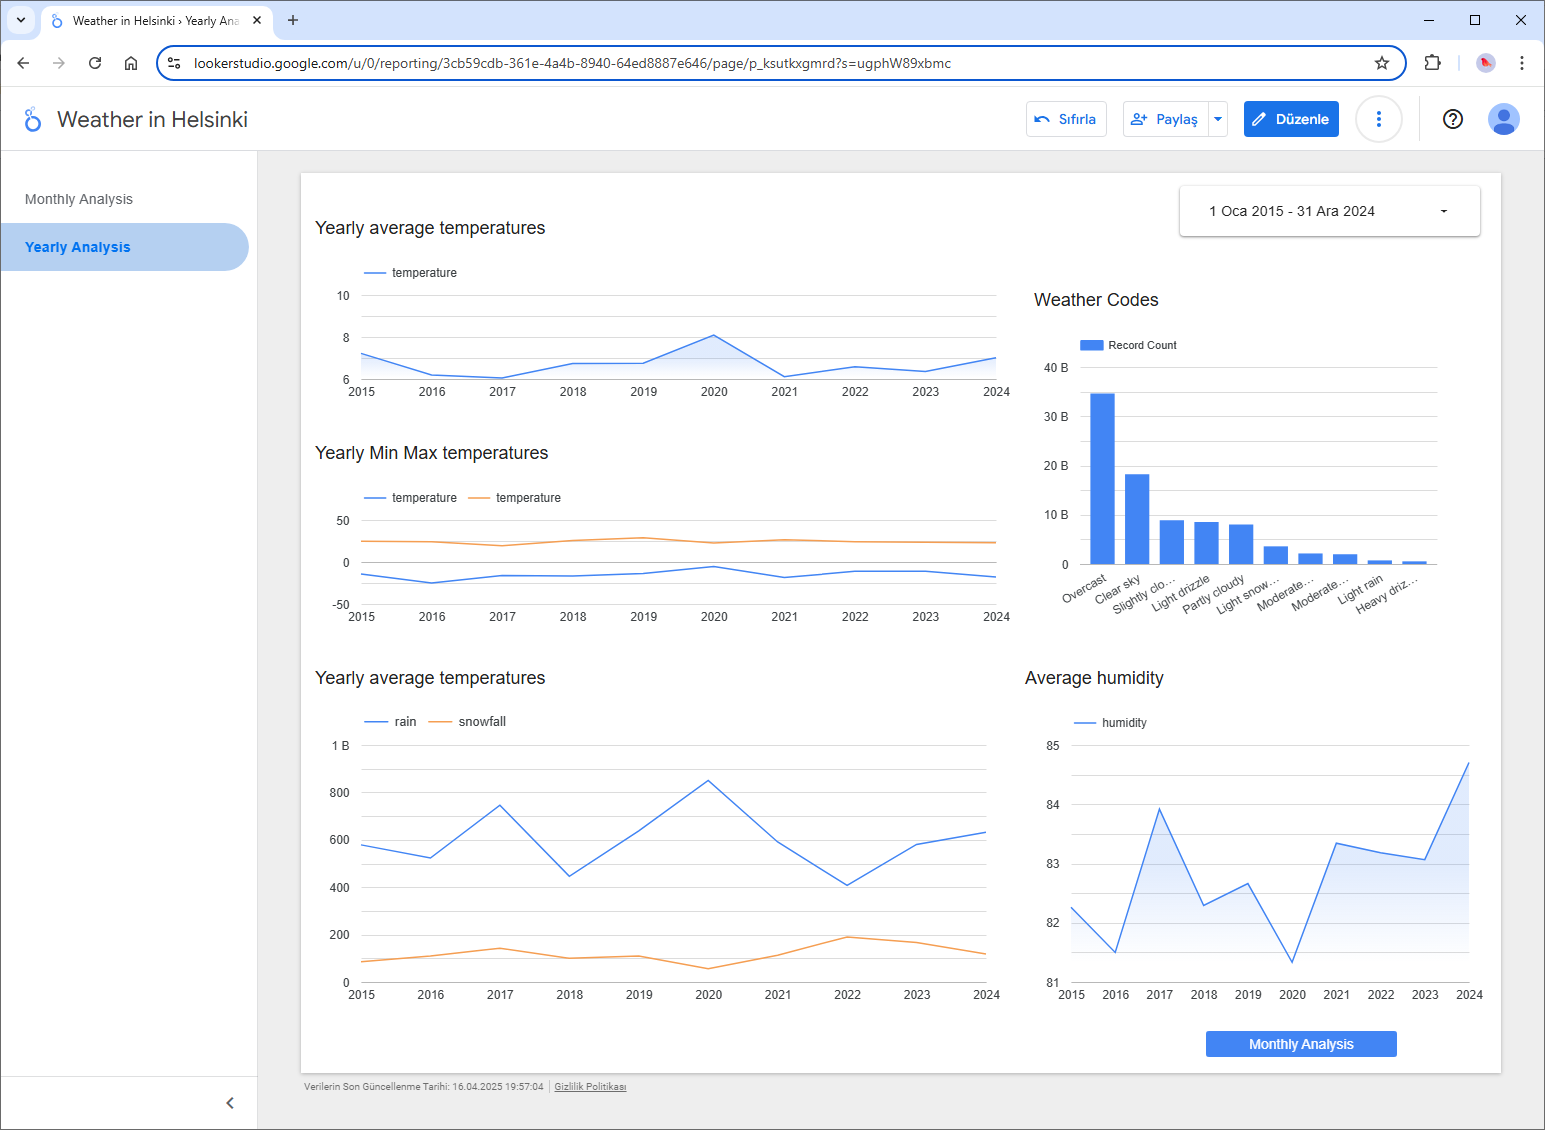 Weather in Helsinki › Yearly Ana
lookerstudio.google.com/u/0/reporting/3cb59cdb-361e-4a4b-8940-64ed8887e646/page/p_ksutkxgmrd?s=ugphW89xbmc
Weather in Helsinki
Sıfırla
Paylaş
Düzenle
Monthly Analysis
Yearly Analysis
1 Oca 2015 - 31 Ara 2024
Yearly average temperatures
temperature
10
8
6
2015 2016 2017 2018 2019 2020 2021 2022 2023 2024
Weather Codes
Record Count
40 B
30 B
20 B
10 B
0
Overcast
Clear sky
Slightly clo…
Light drizzle
Partly cloudy
Light snow…
Moderate…
Moderate…
Light rain
Heavy driz…
Yearly Min Max temperatures
temperature temperature
50
0
-50
2015 2016 2017 2018 2019 2020 2021 2022 2023 2024
Yearly average temperatures
rain snowfall
1 B
800
600
400
200
0
2015 2016 2017 2018 2019 2020 2021 2022 2023 2024
Average humidity
humidity
85
84
83
82
81
2015 2016 2017 2018 2019 2020 2021 2022 2023 2024
Monthly Analysis
Verilerin Son Güncellenme Tarihi: 16.04.2025 19:57:04
Gizlilik Politikası